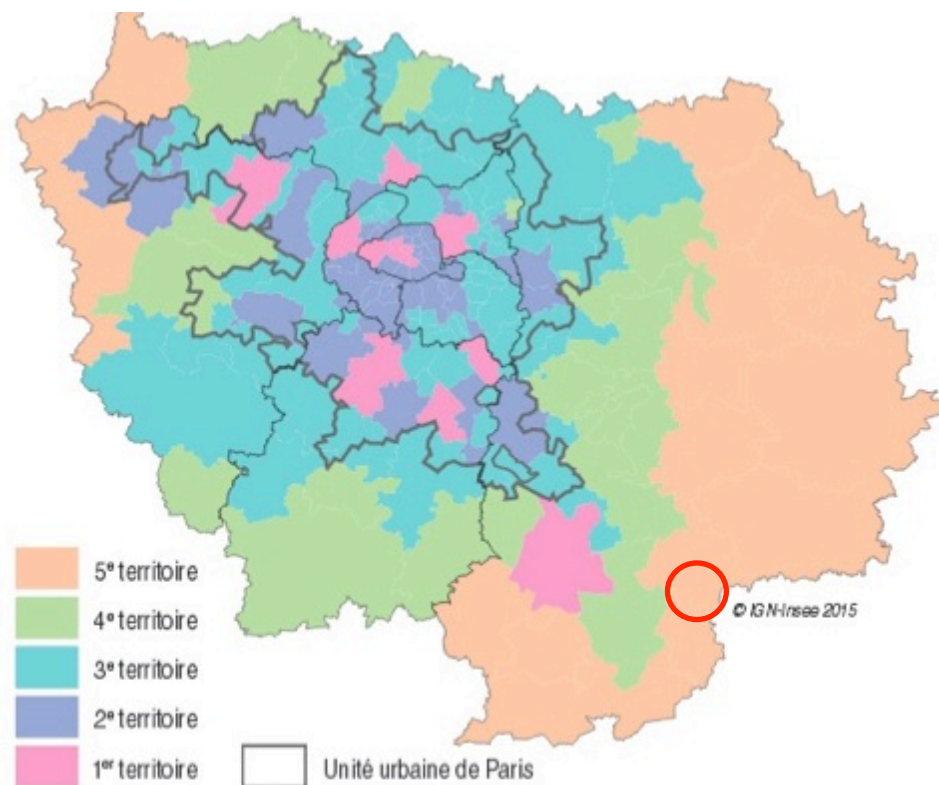 5e territoire
© IGN-Insee 2015
4e territoire
3e territoire
2e territoire
1er territoire
Unité urbaine de Paris